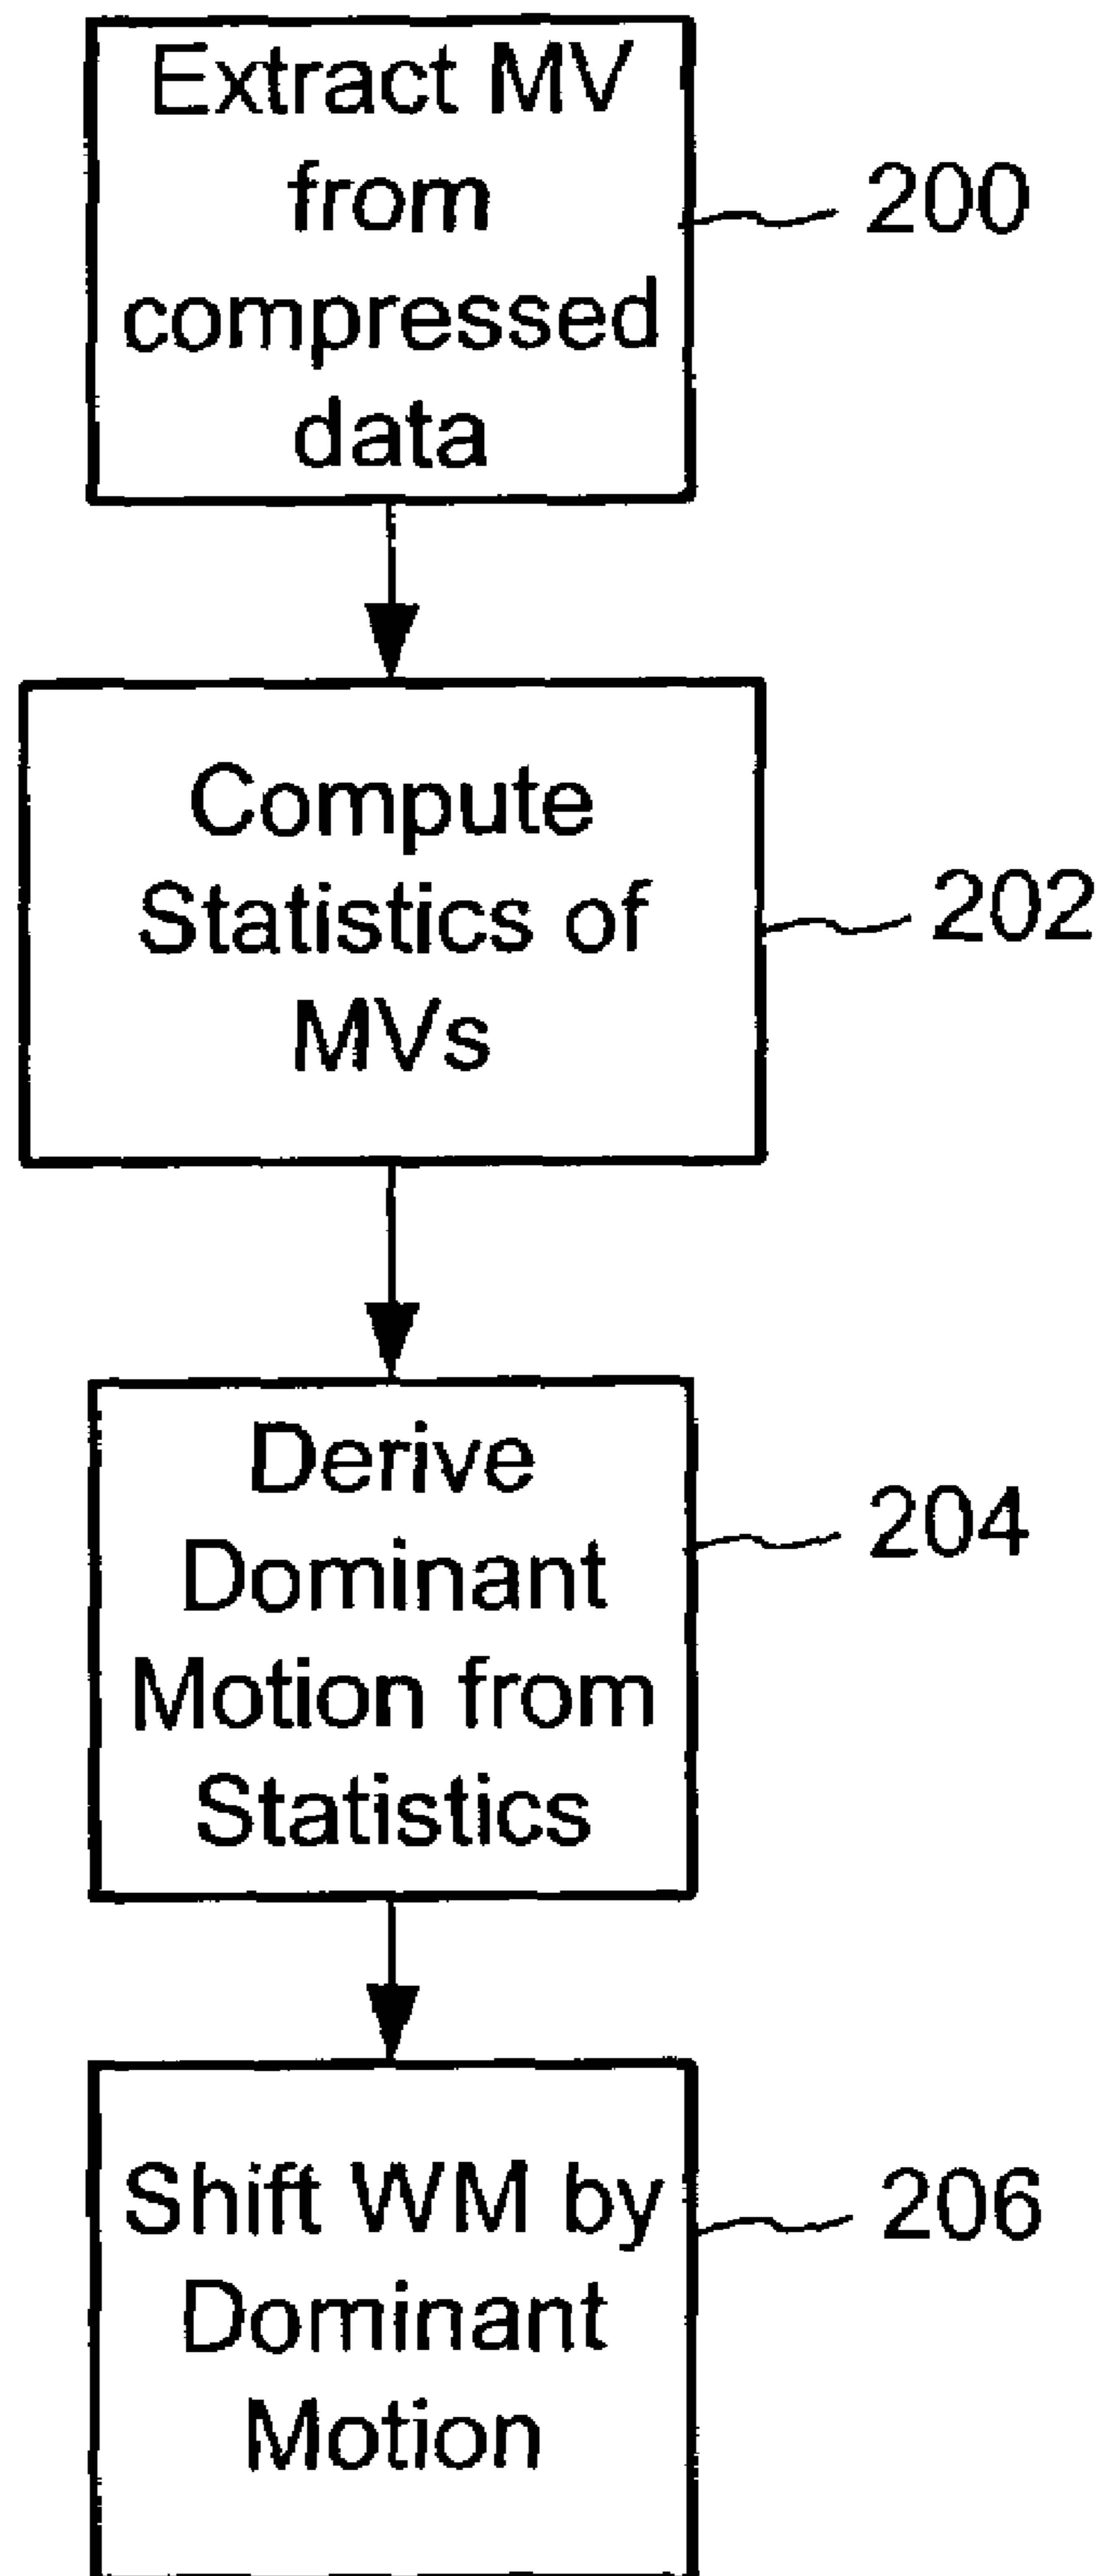 Extract MV
from
compressed
data
200
Compute
Statistics of
MVs
202
Derive
Dominant
Motion from
Statistics
204
Shift WM by
Dominant
Motion
206